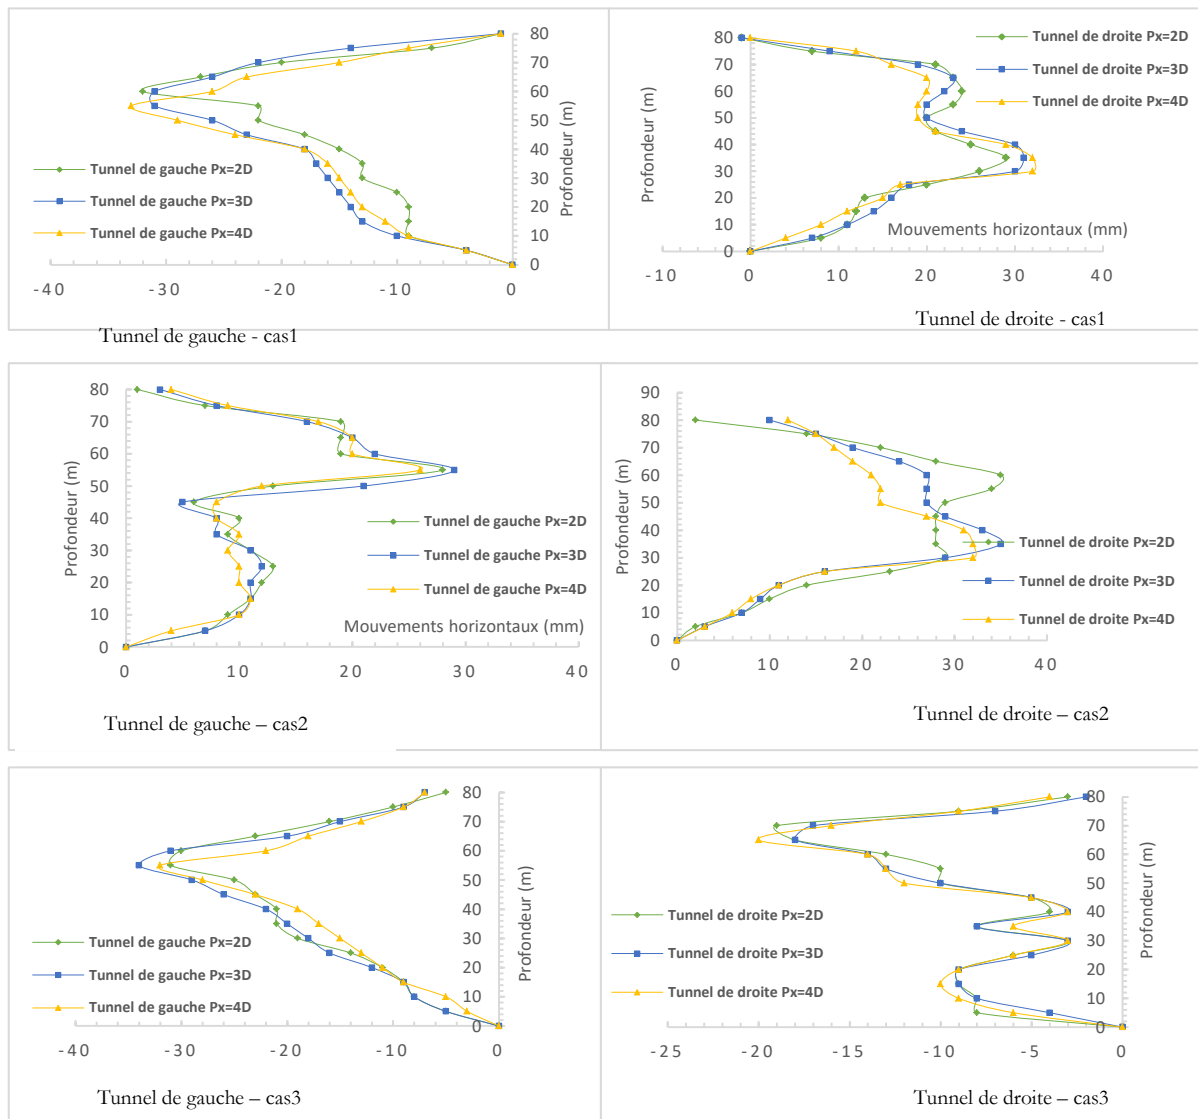 80
70
60
50
40
30
20
10
0
Profondeur (m)
Tunnel de gauche Px=2D
Tunnel de gauche Px=3D
Tunnel de gauche Px=4D
-40 -30 -20 -10 0
Tunnel de gauche - cas1
80
70
60
50
40
30
20
10
0
Profondeur (m)
Tunnel de droite Px=2D
Tunnel de droite Px=3D
Tunnel de droite Px=4D
Mouvements horizontaux (mm)
-10 0 10 20 30 40
Tunnel de droite - cas1
80
70
60
50
40
30
20
10
0
Profondeur (m)
Tunnel de gauche Px=2D
Tunnel de gauche Px=3D
Tunnel de gauche Px=4D
Mouvements horizontaux (mm)
0 10 20 30
Tunnel de gauche – cas2
90
80
70
60
50
40
30
20
10
0
Profondeur (m)
Tunnel de droite Px=2D
Tunnel de droite Px=3D
Tunnel de droite Px=4D
0 10 20 30 40
Tunnel de droite – cas2
80
70
60
50
40
30
20
10
0
Profondeur (m)
Tunnel de gauche Px=2D
Tunnel de gauche Px=3D
Tunnel de gauche Px=4D
-40 -30 -20 -10 0
Tunnel de gauche – cas3
80
70
60
50
40
30
20
10
0
Profondeur (m)
Tunnel de droite Px=2D
Tunnel de droite Px=3D
Tunnel de droite Px=4D
-25 -20 -15 -10 -5 0
Tunnel de droite – cas3